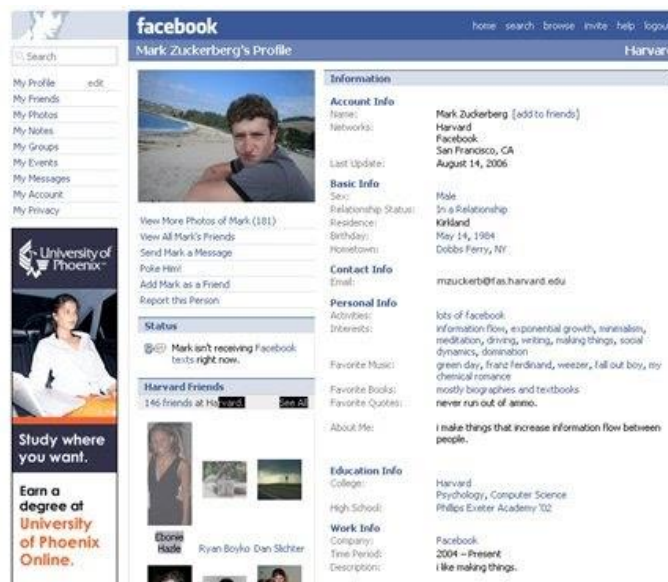 facebook
home search browse invite help logou
Mark Zuckerberg's Profile
Harvard
Search
My Profile edit
My Friends
My Photos
My Notes
My Groups
My Events
My Messages
My Account
My Privacy
University of
Phoenix
Study where
you want.
Earn a
degree at
University
of Phoenix
Online.
View More Photos of Mark (181)
View All Mark's Friends
Send Mark a Message
Poke Him!
Add Mark as a Friend
Report this Person
Status
Mark isn't receiving Facebook
texts right now.
Harvard Friends
146 friends at Harvard. See All
Ebonie
Hazle
Ryan Boyko Dan Slichter
Information
Account Info
Name: Mark Zuckerberg [add to friends]
Networks: Harvard
Facebook
San Francisco, CA
Last Update: August 14, 2006
Basic Info
Sex: Male
Relationship Status: In a Relationship
Residence: Kirkland
Birthday: May 14, 1984
Hometown: Dobbs Ferry, NY
Contact Info
Email: mzuckerb@fas.harvard.edu
Personal Info
Activities: lots of facebook
Interests: information flow, exponential growth, minimalism,
meditation, driving, writing, making things, social
dynamics, domination
Favorite Music: green day, franz ferdinand, weezer, fall out boy, my
chemical romance
Favorite Books: mostly biographies and textbooks
Favorite Quotes: never run out of ammo.
About Me: i make things that increase information flow between
people.
Education Info
College: Harvard
Psychology, Computer Science
High School: Phillips Exeter Academy '02
Work Info
Company: Facebook
Time Period: 2004 – Present
Description: i like making things.